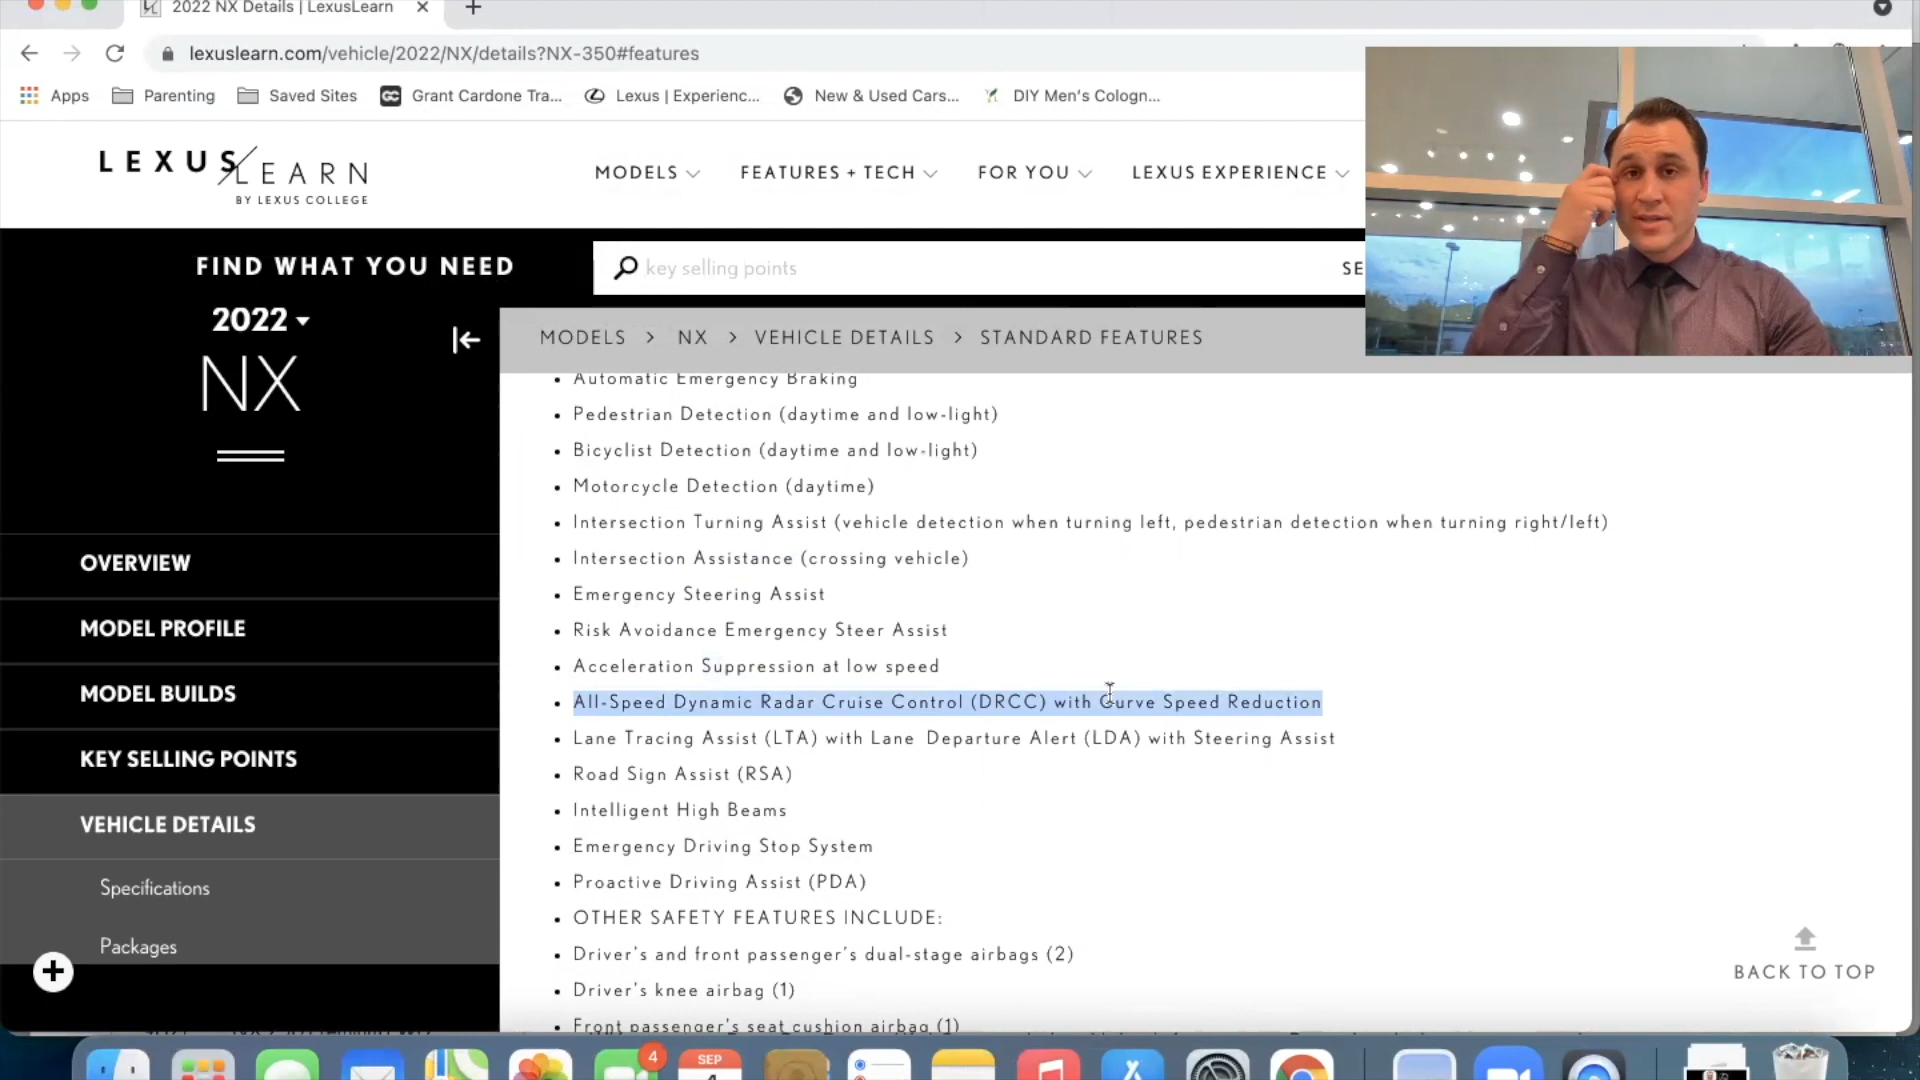 2022 NX Details | LexusLearn
lexuslearn.com/vehicle/2022/NX/details?NX-350#features
Apps Parenting Saved Sites Grant Cardone Tra... Lexus | Experienc... New & Used Cars... DIY Men's Cologn...
LEXUS LEARN
BY LEXUS COLLEGE
MODELS FEATURES + TECH FOR YOU LEXUS EXPERIENCE
FIND WHAT YOU NEED
key selling points
SE
2022
NX
OVERVIEW
MODEL PROFILE
MODEL BUILDS
KEY SELLING POINTS
VEHICLE DETAILS
Specifications
Packages
MODELS > NX > VEHICLE DETAILS > STANDARD FEATURES
• Automatic Emergency Braking
• Pedestrian Detection (daytime and low-light)
• Bicyclist Detection (daytime and low-light)
• Motorcycle Detection (daytime)
• Intersection Turning Assist (vehicle detection when turning left, pedestrian detection when turning right/left)
• Intersection Assistance (crossing vehicle)
• Emergency Steering Assist
• Risk Avoidance Emergency Steer Assist
• Acceleration Suppression at low speed
• All-Speed Dynamic Radar Cruise Control (DRCC) with Curve Speed Reduction
• Lane Tracing Assist (LTA) with Lane Departure Alert (LDA) with Steering Assist
• Road Sign Assist (RSA)
• Intelligent High Beams
• Emergency Driving Stop System
• Proactive Driving Assist (PDA)
• OTHER SAFETY FEATURES INCLUDE:
• Driver's and front passenger's dual-stage airbags (2)
• Driver's knee airbag (1)
• Front passenger's seat cushion airbag (1)
BACK TO TOP
4
SEP